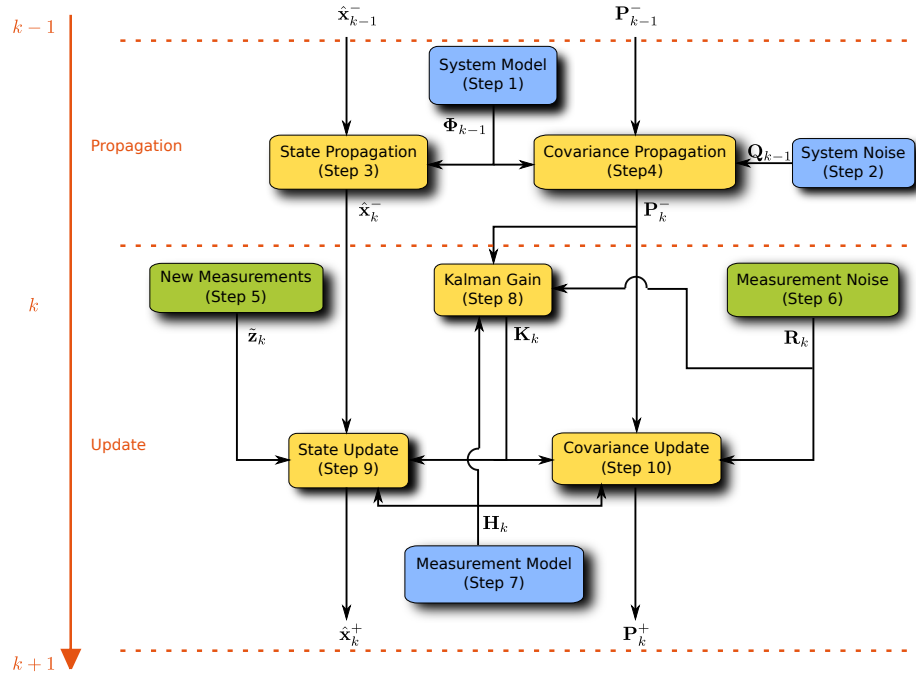 k − 1
x̂⁻ₖ₋₁
P⁻ₖ₋₁
System Model
(Step 1)
Φₖ₋₁
Propagation
State Propagation
(Step 3)
Covariance Propagation
(Step4)
Qₖ₋₁
System Noise
(Step 2)
x̂⁻ₖ
P⁻ₖ
k
New Measurements
(Step 5)
Kalman Gain
(Step 8)
Measurement Noise
(Step 6)
z̃ₖ
Kₖ
Rₖ
Update
State Update
(Step 9)
Covariance Update
(Step 10)
Hₖ
Measurement Model
(Step 7)
x̂⁺ₖ
P⁺ₖ
k + 1